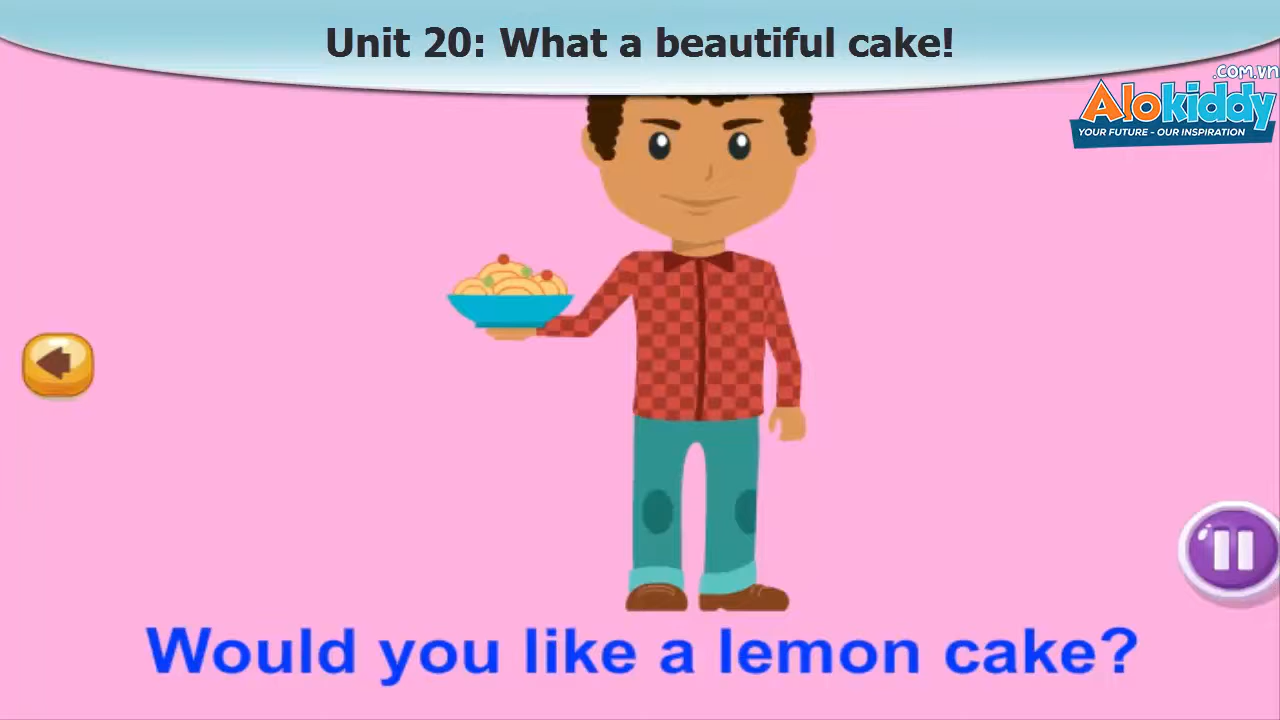 Unit 20: What a beautiful cake!
.COM.VN
Alokiddy
YOUR FUTURE - OUR INSPIRATION
Would you like a lemon cake?